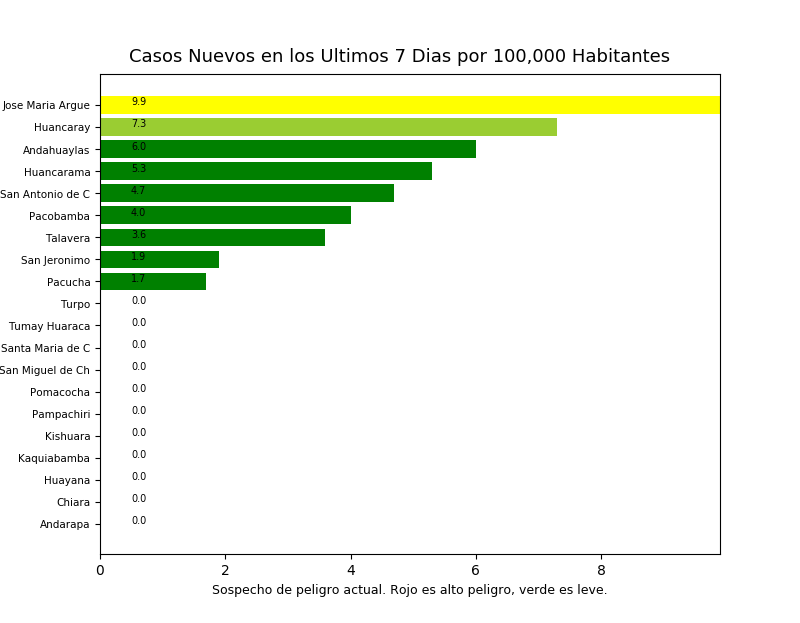 Casos Nuevos en los Ultimos 7 Dias por 100,000 Habitantes
Jose Maria Argue 9.9
Huancaray 7.3
Andahuaylas 6.0
Huancarama 5.3
San Antonio de C 4.7
Pacobamba 4.0
Talavera 3.6
San Jeronimo 1.9
Pacucha 1.7
Turpo 0.0
Tumay Huaraca 0.0
Santa Maria de C 0.0
San Miguel de Ch 0.0
Pomacocha 0.0
Pampachiri 0.0
Kishuara 0.0
Kaquiabamba 0.0
Huayana 0.0
Chiara 0.0
Andarapa 0.0
0 2 4 6 8
Sospecho de peligro actual. Rojo es alto peligro, verde es leve.